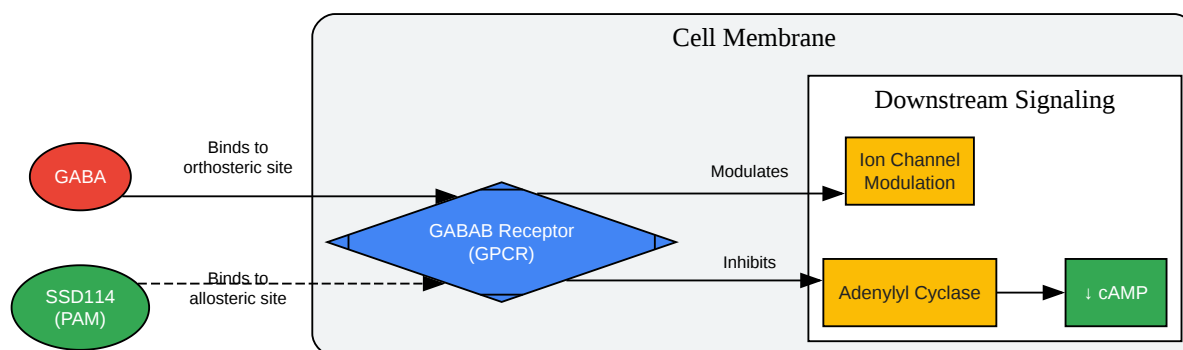 Cell Membrane
Downstream Signaling
Binds to
orthosteric site
GABA
Modulates
Ion Channel
Modulation
GABAB Receptor
(GPCR)
Inhibits
Binds to
allosteric site
SSD114
(PAM)
Adenylyl Cyclase
↓ cAMP